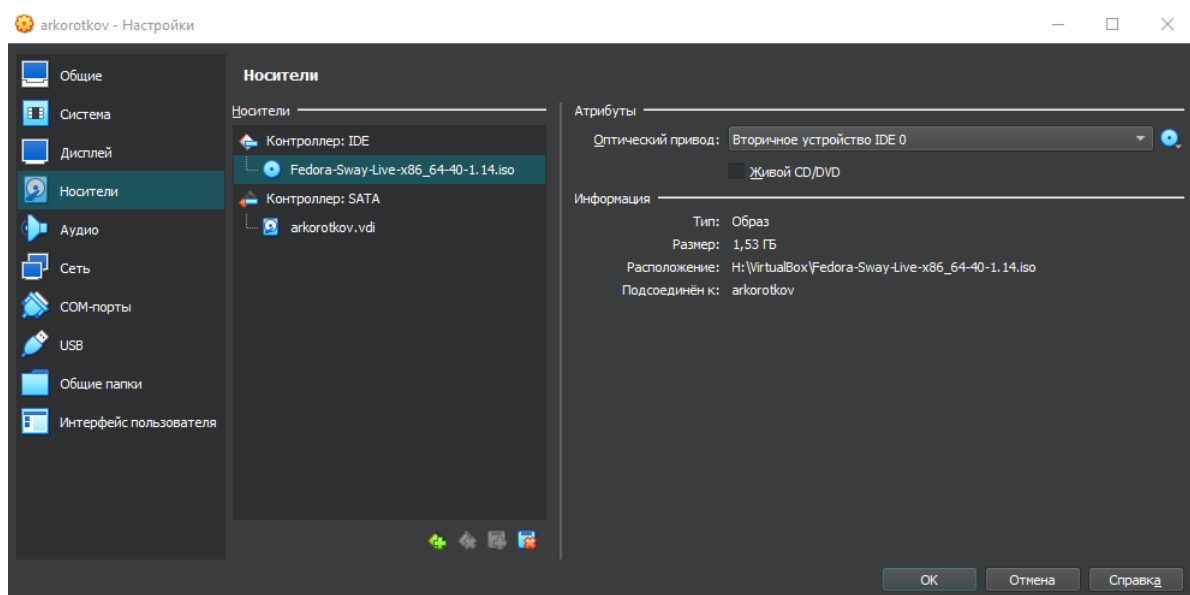 arkorotkov - Настройки
Общие
Система
Дисплей
Носители
Аудио
Сеть
COM-порты
USB
Общие папки
Интерфейс пользователя
Носители
Носители
Контроллер: IDE
Fedora-Sway-Live-x86_64-40-1.14.iso
Контроллер: SATA
arkorotkov.vdi
Атрибуты
Оптический привод: Вторичное устройство IDE 0
Живой CD/DVD
Информация
Тип: Образ
Размер: 1,53 ГБ
Расположение: H:\VirtualBox\Fedora-Sway-Live-x86_64-40-1.14.iso
Подсоединён к: arkorotkov
OK Отмена Справка